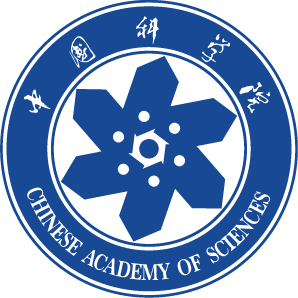 中国科学院
CHINESE ACADEMY OF SCIENCES